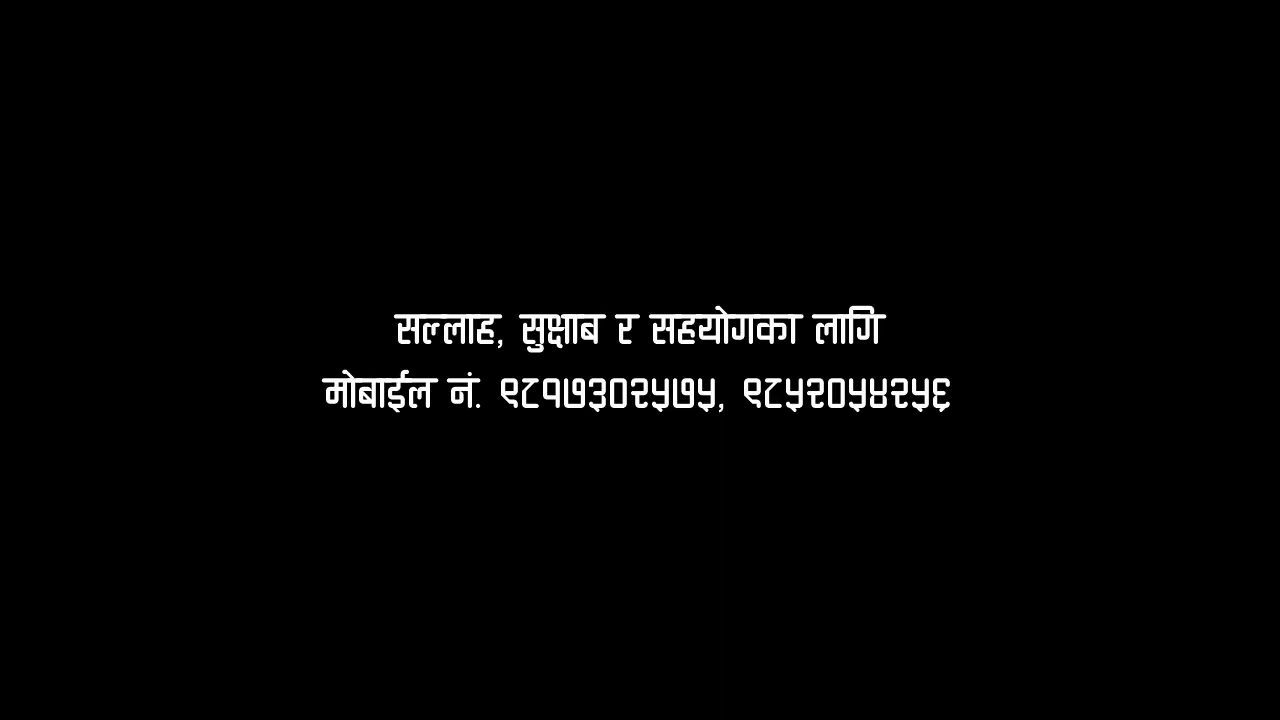 सल्लाह, सुक्षाब र सहयोगका लागि
मोबाईल नं. ९८१७३०२५७५, ९८५२०५४२५६